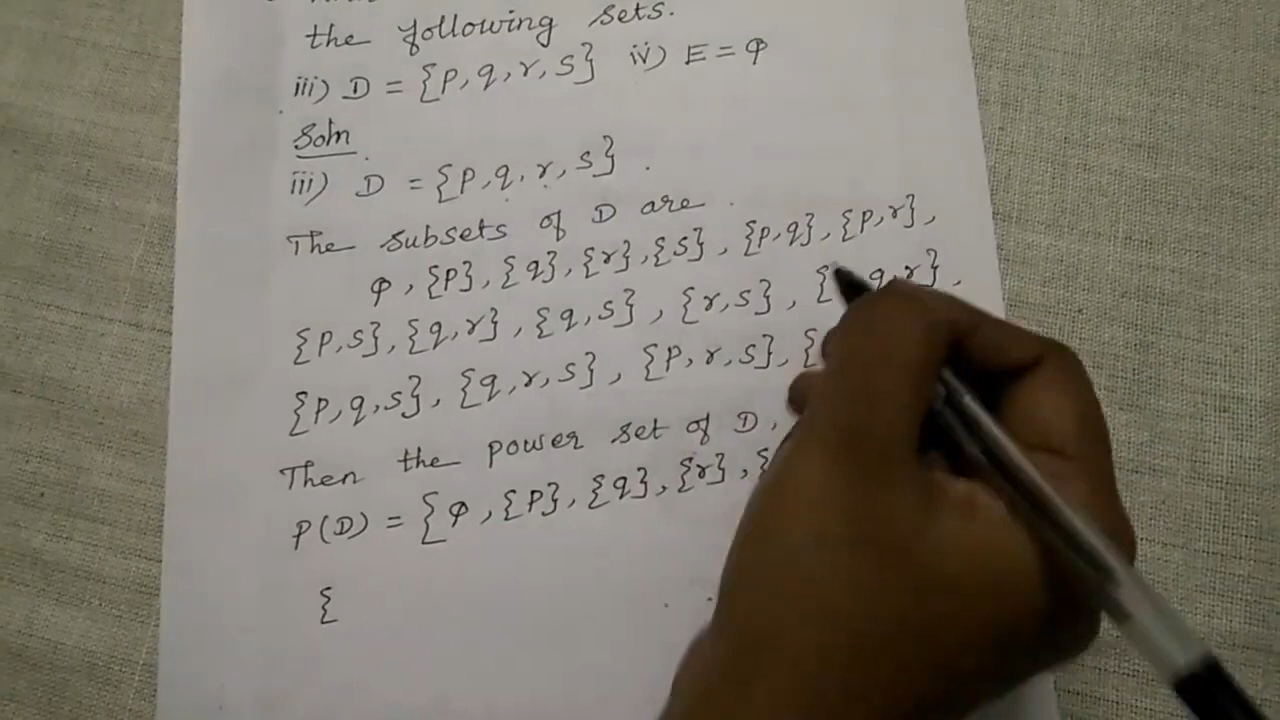 the following sets.
iii) D = {p, q, r, s} iv) E = φ
Soln
iii) D = {p, q, r, s} .
The subsets of D are .
φ, {p}, {q}, {r}, {s}, {p,q}, {p,r},
{p,s}, {q,r}, {q,s}, {r,s}, { q,r},
{p,q,s}, {q,r,s}, {p,r,s}, {
Then the power set of D,
P(D) = {φ, {p}, {q}, {r}, {
{